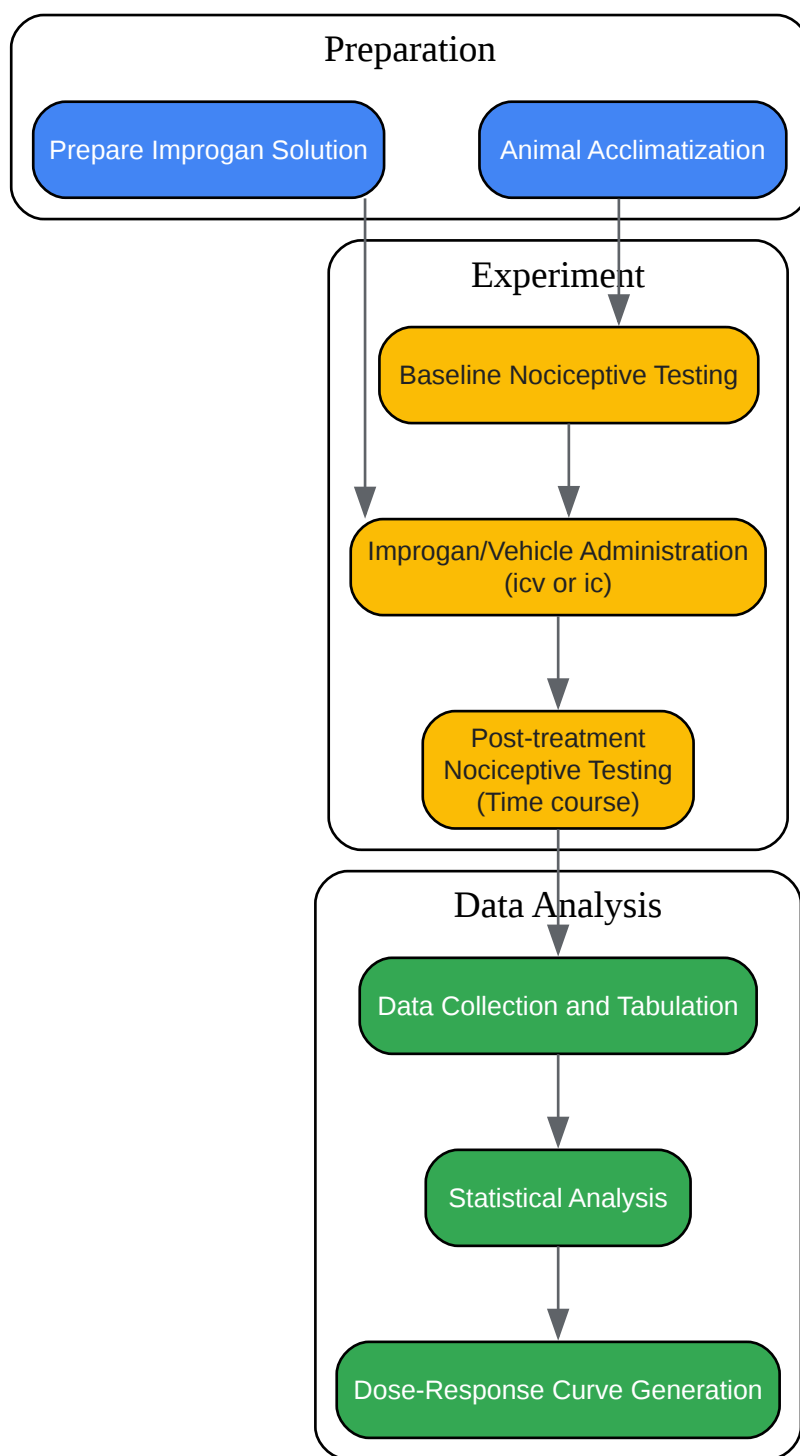 Preparation
Prepare Improgan Solution
Animal Acclimatization
Experiment
Baseline Nociceptive Testing
Improgan/Vehicle Administration
(icv or ic)
Post-treatment
Nociceptive Testing
(Time course)
Data Analysis
Data Collection and Tabulation
Statistical Analysis
Dose-Response Curve Generation